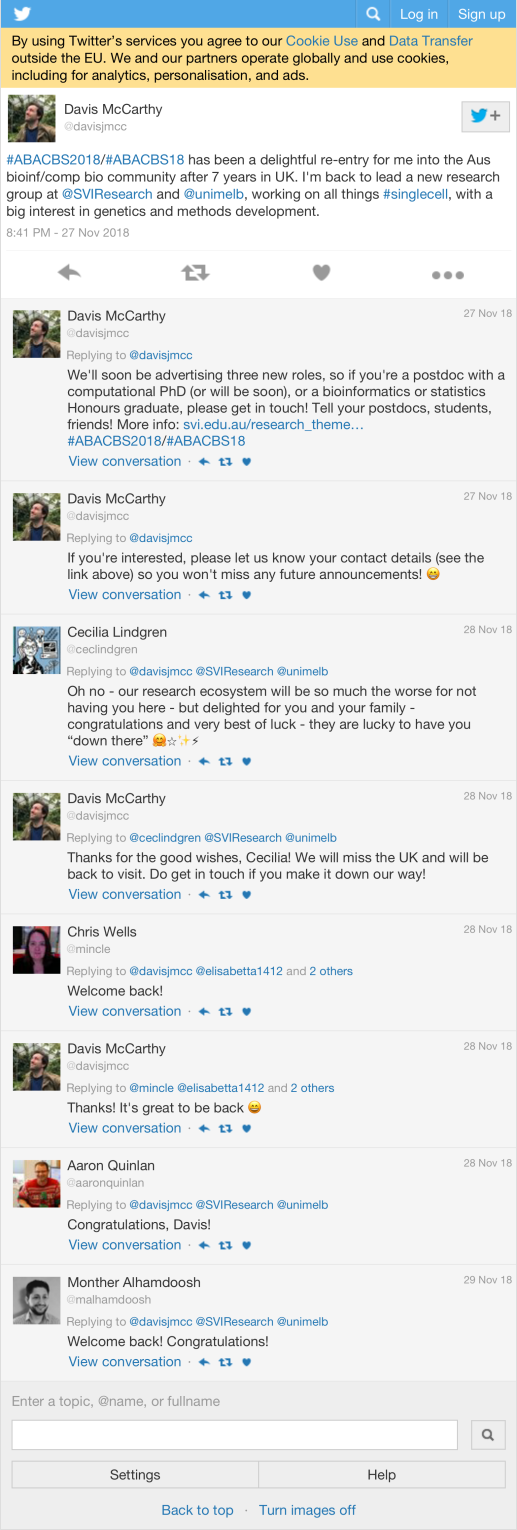 Log in Sign up
By using Twitter's services you agree to our Cookie Use and Data Transfer
outside the EU. We and our partners operate globally and use cookies,
including for analytics, personalisation, and ads.
Davis McCarthy
@davisjmcc
#ABACBS2018/#ABACBS18 has been a delightful re-entry for me into the Aus
bioinf/comp bio community after 7 years in UK. I'm back to lead a new research
group at @SVIResearch and @unimelb, working on all things #singlecell, with a
big interest in genetics and methods development.
8:41 PM - 27 Nov 2018
Davis McCarthy 27 Nov 18
@davisjmcc
Replying to @davisjmcc
We'll soon be advertising three new roles, so if you're a postdoc with a
computational PhD (or will be soon), or a bioinformatics or statistics
Honours graduate, please get in touch! Tell your postdocs, students,
friends! More info: svi.edu.au/research_theme…
#ABACBS2018/#ABACBS18
View conversation ·
Davis McCarthy 27 Nov 18
@davisjmcc
Replying to @davisjmcc
If you're interested, please let us know your contact details (see the
link above) so you won't miss any future announcements! 😁
View conversation ·
Cecilia Lindgren 28 Nov 18
@ceclindgren
Replying to @davisjmcc @SVIResearch @unimelb
Oh no - our research ecosystem will be so much the worse for not
having you here - but delighted for you and your family -
congratulations and very best of luck - they are lucky to have you
“down there” 🤗☆✨⚡
View conversation ·
Davis McCarthy 28 Nov 18
@davisjmcc
Replying to @ceclindgren @SVIResearch @unimelb
Thanks for the good wishes, Cecilia! We will miss the UK and will be
back to visit. Do get in touch if you make it down our way!
View conversation ·
Chris Wells 28 Nov 18
@mincle
Replying to @davisjmcc @elisabetta1412 and 2 others
Welcome back!
View conversation ·
Davis McCarthy 28 Nov 18
@davisjmcc
Replying to @mincle @elisabetta1412 and 2 others
Thanks! It's great to be back 😄
View conversation ·
Aaron Quinlan 28 Nov 18
@aaronquinlan
Replying to @davisjmcc @SVIResearch @unimelb
Congratulations, Davis!
View conversation ·
Monther Alhamdoosh 29 Nov 18
@malhamdoosh
Replying to @davisjmcc @SVIResearch @unimelb
Welcome back! Congratulations!
View conversation ·
Enter a topic, @name, or fullname
Settings Help
Back to top · Turn images off